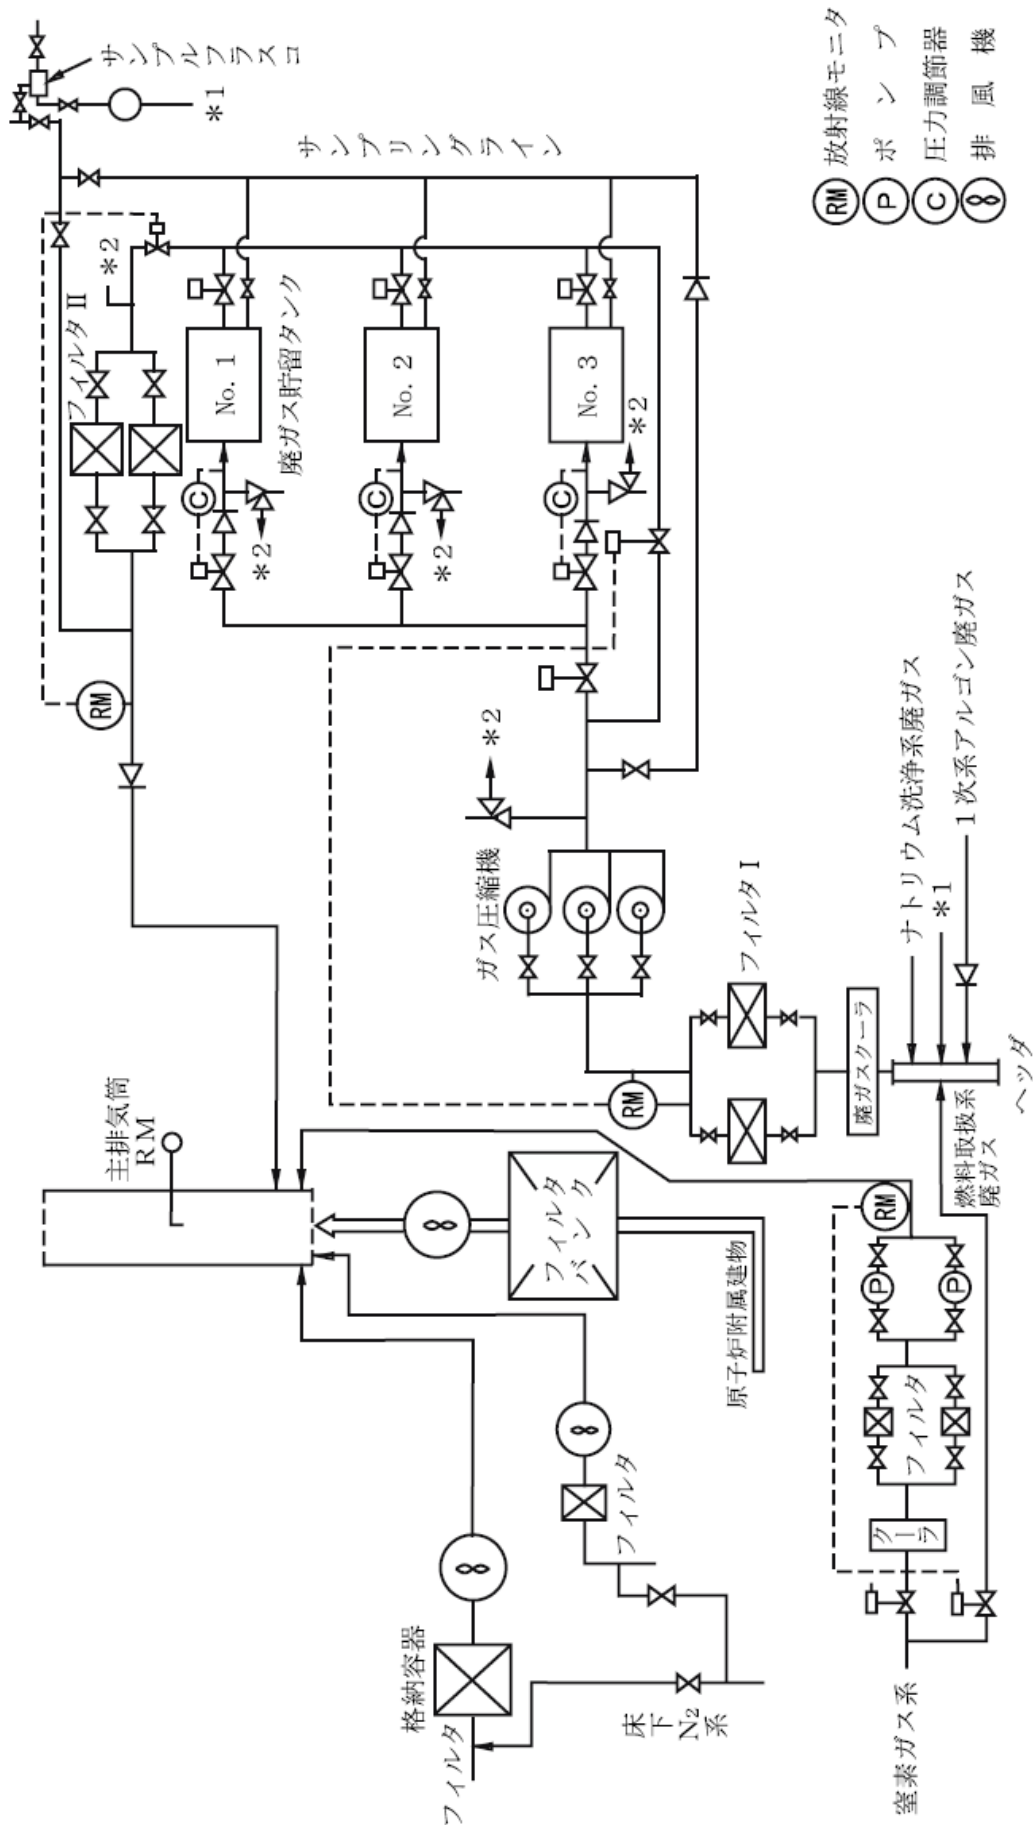 サンプルフラスコ
*1
サンプリングライン
*2
フィルタⅡ
No. 1
廃ガス貯留タンク
C
*2
No. 2
C
*2
No. 3
C
*2
RM
*2
ガス圧縮機
フィルタⅠ
RM
廃ガスクーラ
ナトリウム洗浄系廃ガス
*1
1次系アルゴン廃ガス
ヘッダ
燃料取扱系
廃ガス
主排気筒
RM
フィルタ
バンク
原子炉附属建物
RM
P
P
フィルタ
クーラ
窒素ガス系
フィルタ
格納容器
フィルタ
床下N₂系
RM 放射線モニタ
P ポンプ
C 圧力調節器
排風機